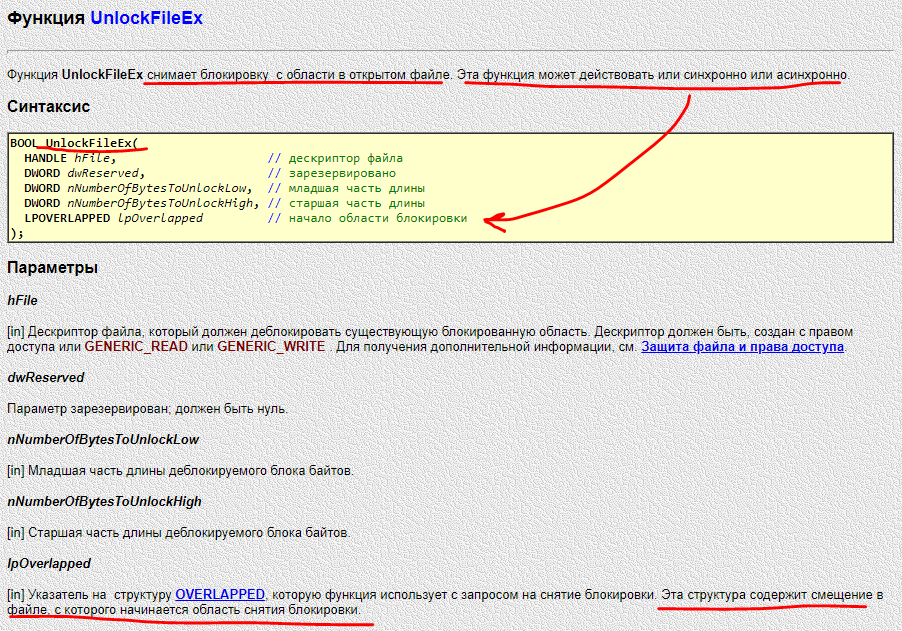 Функция UnlockFileEx
Функция UnlockFileEx снимает блокировку с области в открытом файле. Эта функция может действовать или синхронно или асинхронно.
Синтаксис
BOOL UnlockFileEx(
HANDLE hFile, // дескриптор файла
DWORD dwReserved, // зарезервировано
DWORD nNumberOfBytesToUnlockLow, // младшая часть длины
DWORD nNumberOfBytesToUnlockHigh, // старшая часть длины
LPOVERLAPPED lpOverlapped // начало области блокировки
);
Параметры
hFile
[in] Дескриптор файла, который должен деблокировать существующую блокированную область. Дескриптор должен быть, создан с правом
доступа или GENERIC_READ или GENERIC_WRITE . Для получения дополнительной информации, см. Защита файла и права доступа.
dwReserved
Параметр зарезервирован; должен быть нуль.
nNumberOfBytesToUnlockLow
[in] Младшая часть длины деблокируемого блока байтов.
nNumberOfBytesToUnlockHigh
[in] Старшая часть длины деблокируемого блока байтов.
lpOverlapped
[in] Указатель на структуру OVERLAPPED, которую функция использует с запросом на снятие блокировки. Эта структура содержит смещение в
файле, с которого начинается область снятия блокировки.